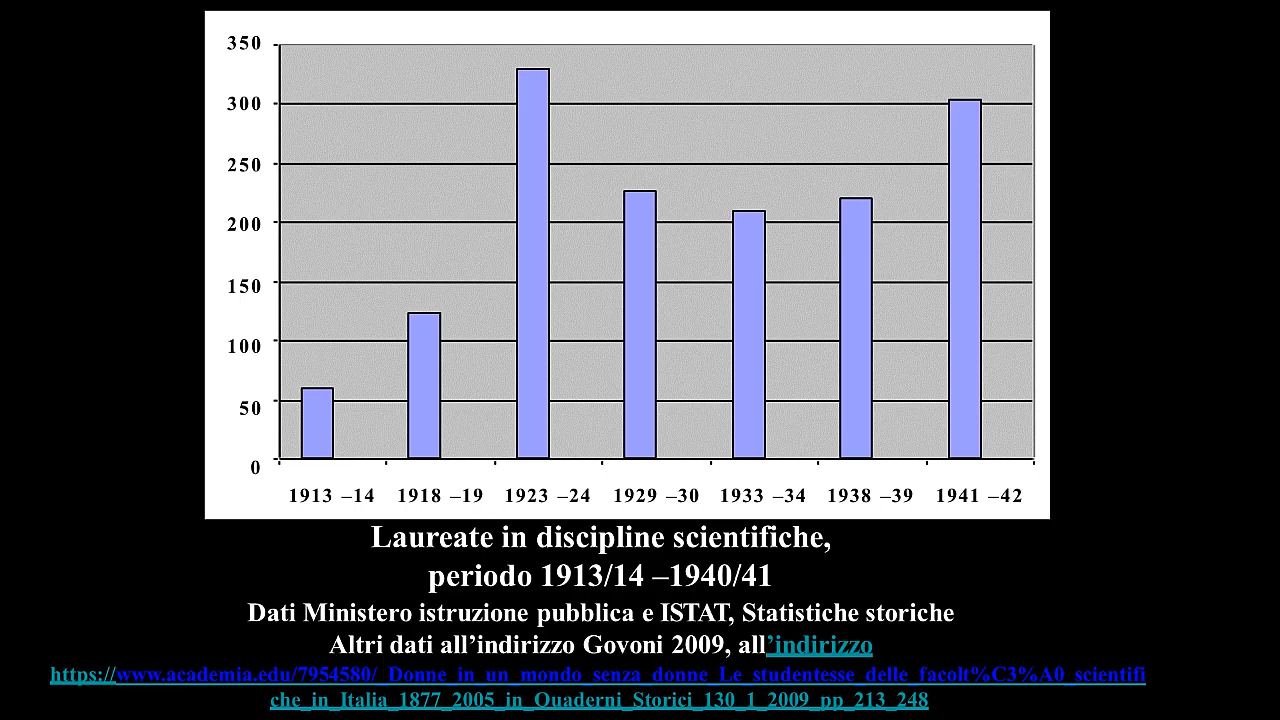 350
300
250
200
150
100
50
0
1913 –14 1918 –19 1923 –24 1929 –30 1933 –34 1938 –39 1941 –42
Laureate in discipline scientifiche,
periodo 1913/14 –1940/41
Dati Ministero istruzione pubblica e ISTAT, Statistiche storiche
Altri dati all’indirizzo Govoni 2009, all’indirizzo
https://www.academia.edu/7954580/_Donne_in_un_mondo_senza_donne_Le_studentesse_delle_facolt%C3%A0_scientifi
che_in_Italia_1877_2005_in_Quaderni_Storici_130_1_2009_pp_213_248